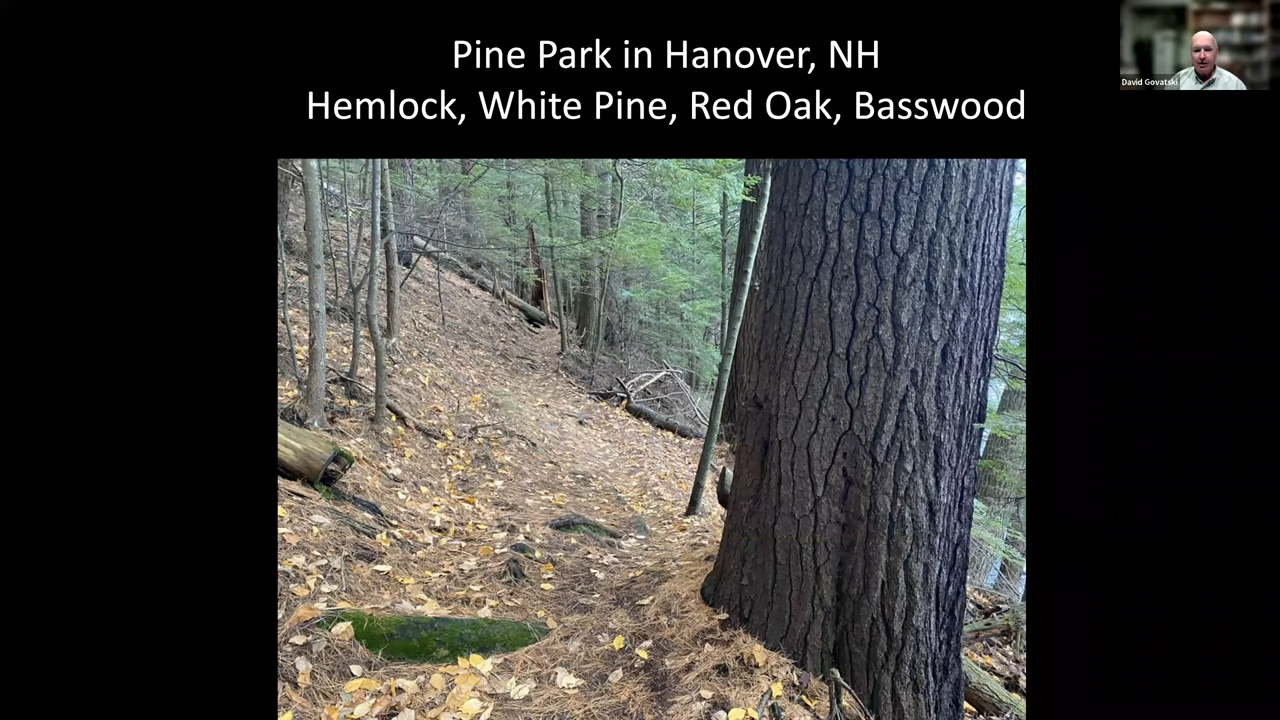 Pine Park in Hanover, NH
Hemlock, White Pine, Red Oak, Basswood
David Govatski